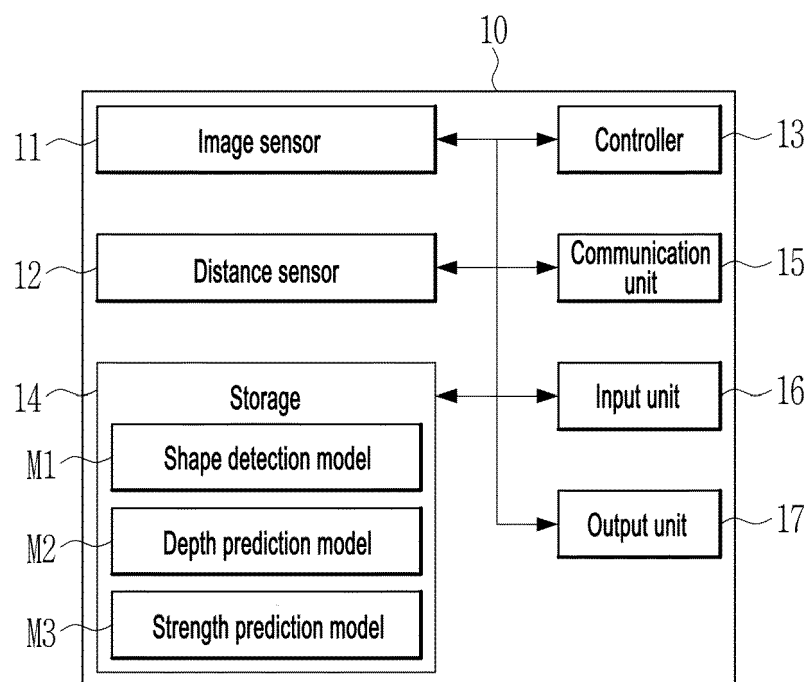 10
11
Image sensor
Controller
13
12
Distance sensor
Communication
unit
15
14
Storage
Input unit
16
M1
Shape detection model
M2
Depth prediction model
Output unit
17
M3
Strength prediction model